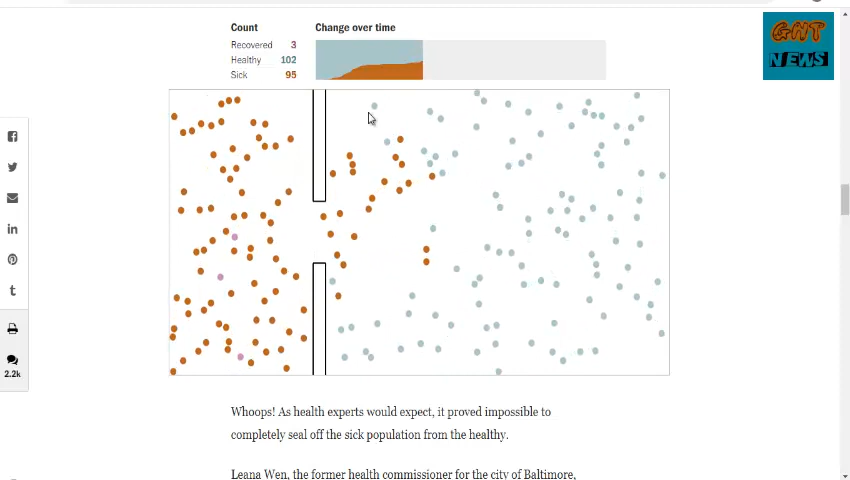 Count
Change over time
Recovered 3
Healthy 102
Sick 95
GNT
NEWS
2.2k
Whoops! As health experts would expect, it proved impossible to
completely seal off the sick population from the healthy.
Leana Wen, the former health commissioner for the city of Baltimore,